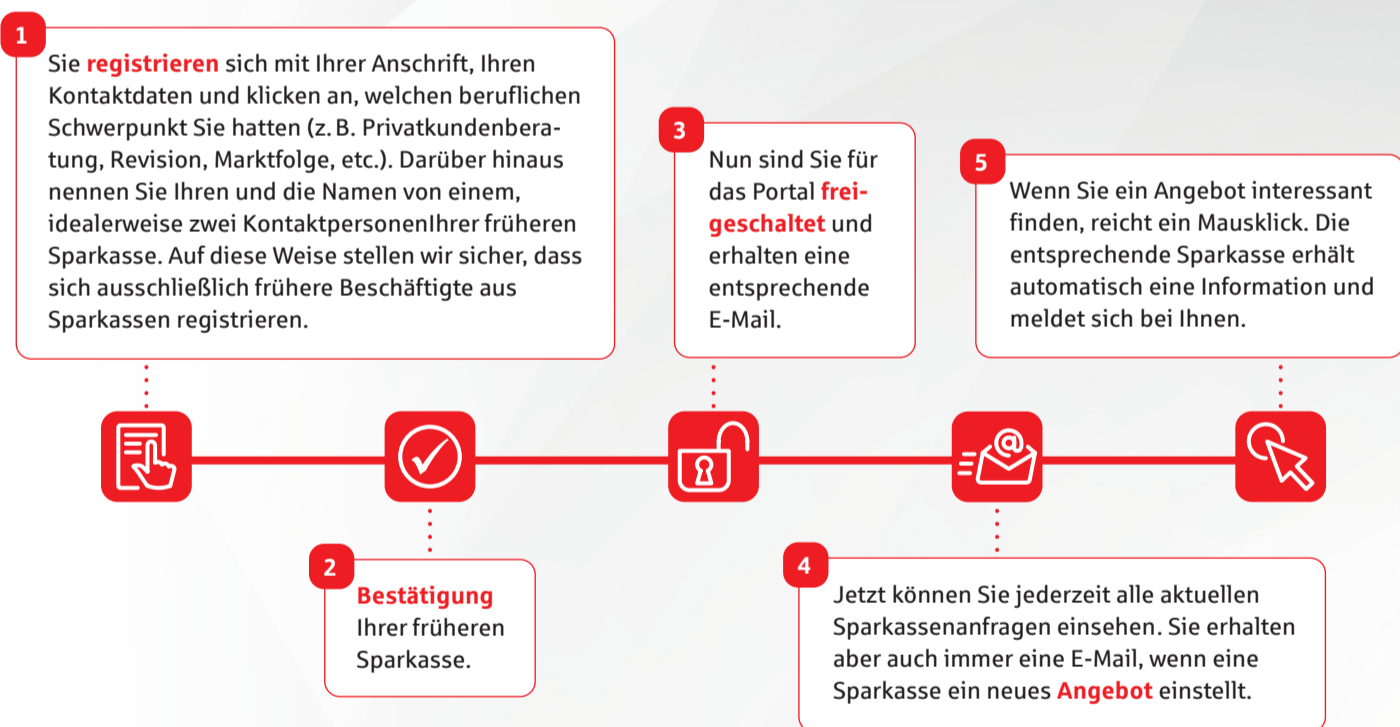 1
Sie registrieren sich mit Ihrer Anschrift, Ihren
Kontaktdaten und klicken an, welchen beruflichen
Schwerpunkt Sie hatten (z. B. Privatkundenbera-
tung, Revision, Marktfolge, etc.). Darüber hinaus
nennen Sie Ihren und die Namen von einem,
idealerweise zwei KontaktpersonenIhrer früheren
Sparkasse. Auf diese Weise stellen wir sicher, dass
sich ausschließlich frühere Beschäftigte aus
Sparkassen registrieren.
2
Bestätigung
Ihrer früheren
Sparkasse.
3
Nun sind Sie für
das Portal frei-
geschaltet und
erhalten eine
entsprechende
E-Mail.
4
Jetzt können Sie jederzeit alle aktuellen
Sparkassenanfragen einsehen. Sie erhalten
aber auch immer eine E-Mail, wenn eine
Sparkasse ein neues Angebot einstellt.
5
Wenn Sie ein Angebot interessant
finden, reicht ein Mausklick. Die
entsprechende Sparkasse erhält
automatisch eine Information und
meldet sich bei Ihnen.
@